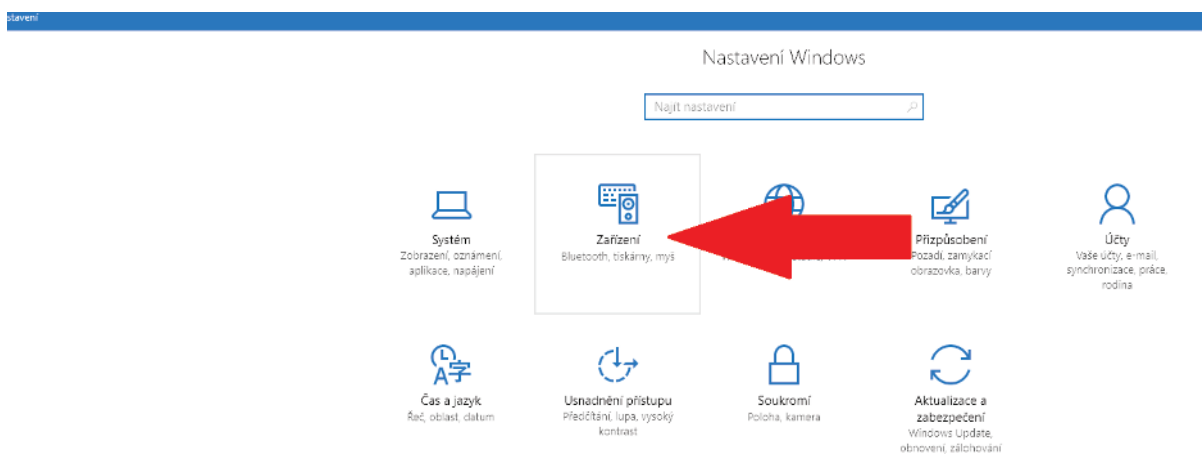 stavení
Nastavení Windows
Najít nastavení
Systém
Zobrazení, oznámení,
aplikace, napájení
Zařízení
Bluetooth, tiskárny, myš
Přizpůsobení
Pozadí, zamykací
obrazovka, barvy
Účty
Vaše účty, e-mail,
synchronizace, práce,
rodina
Čas a jazyk
Řeč, oblast, datum
Usnadnění přístupu
Předčítání, lupa, vysoký
kontrast
Soukromí
Poloha, kamera
Aktualizace a
zabezpečení
Windows Update,
obnovení, zálohování